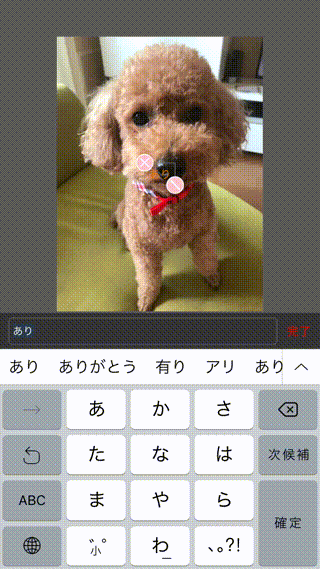 あり 完了
あり ありがとう 有り アリ あり
→ あ か さ
た な は 次候補
ABC ま や ら
確定
゛゜小 わ_ 、。?!